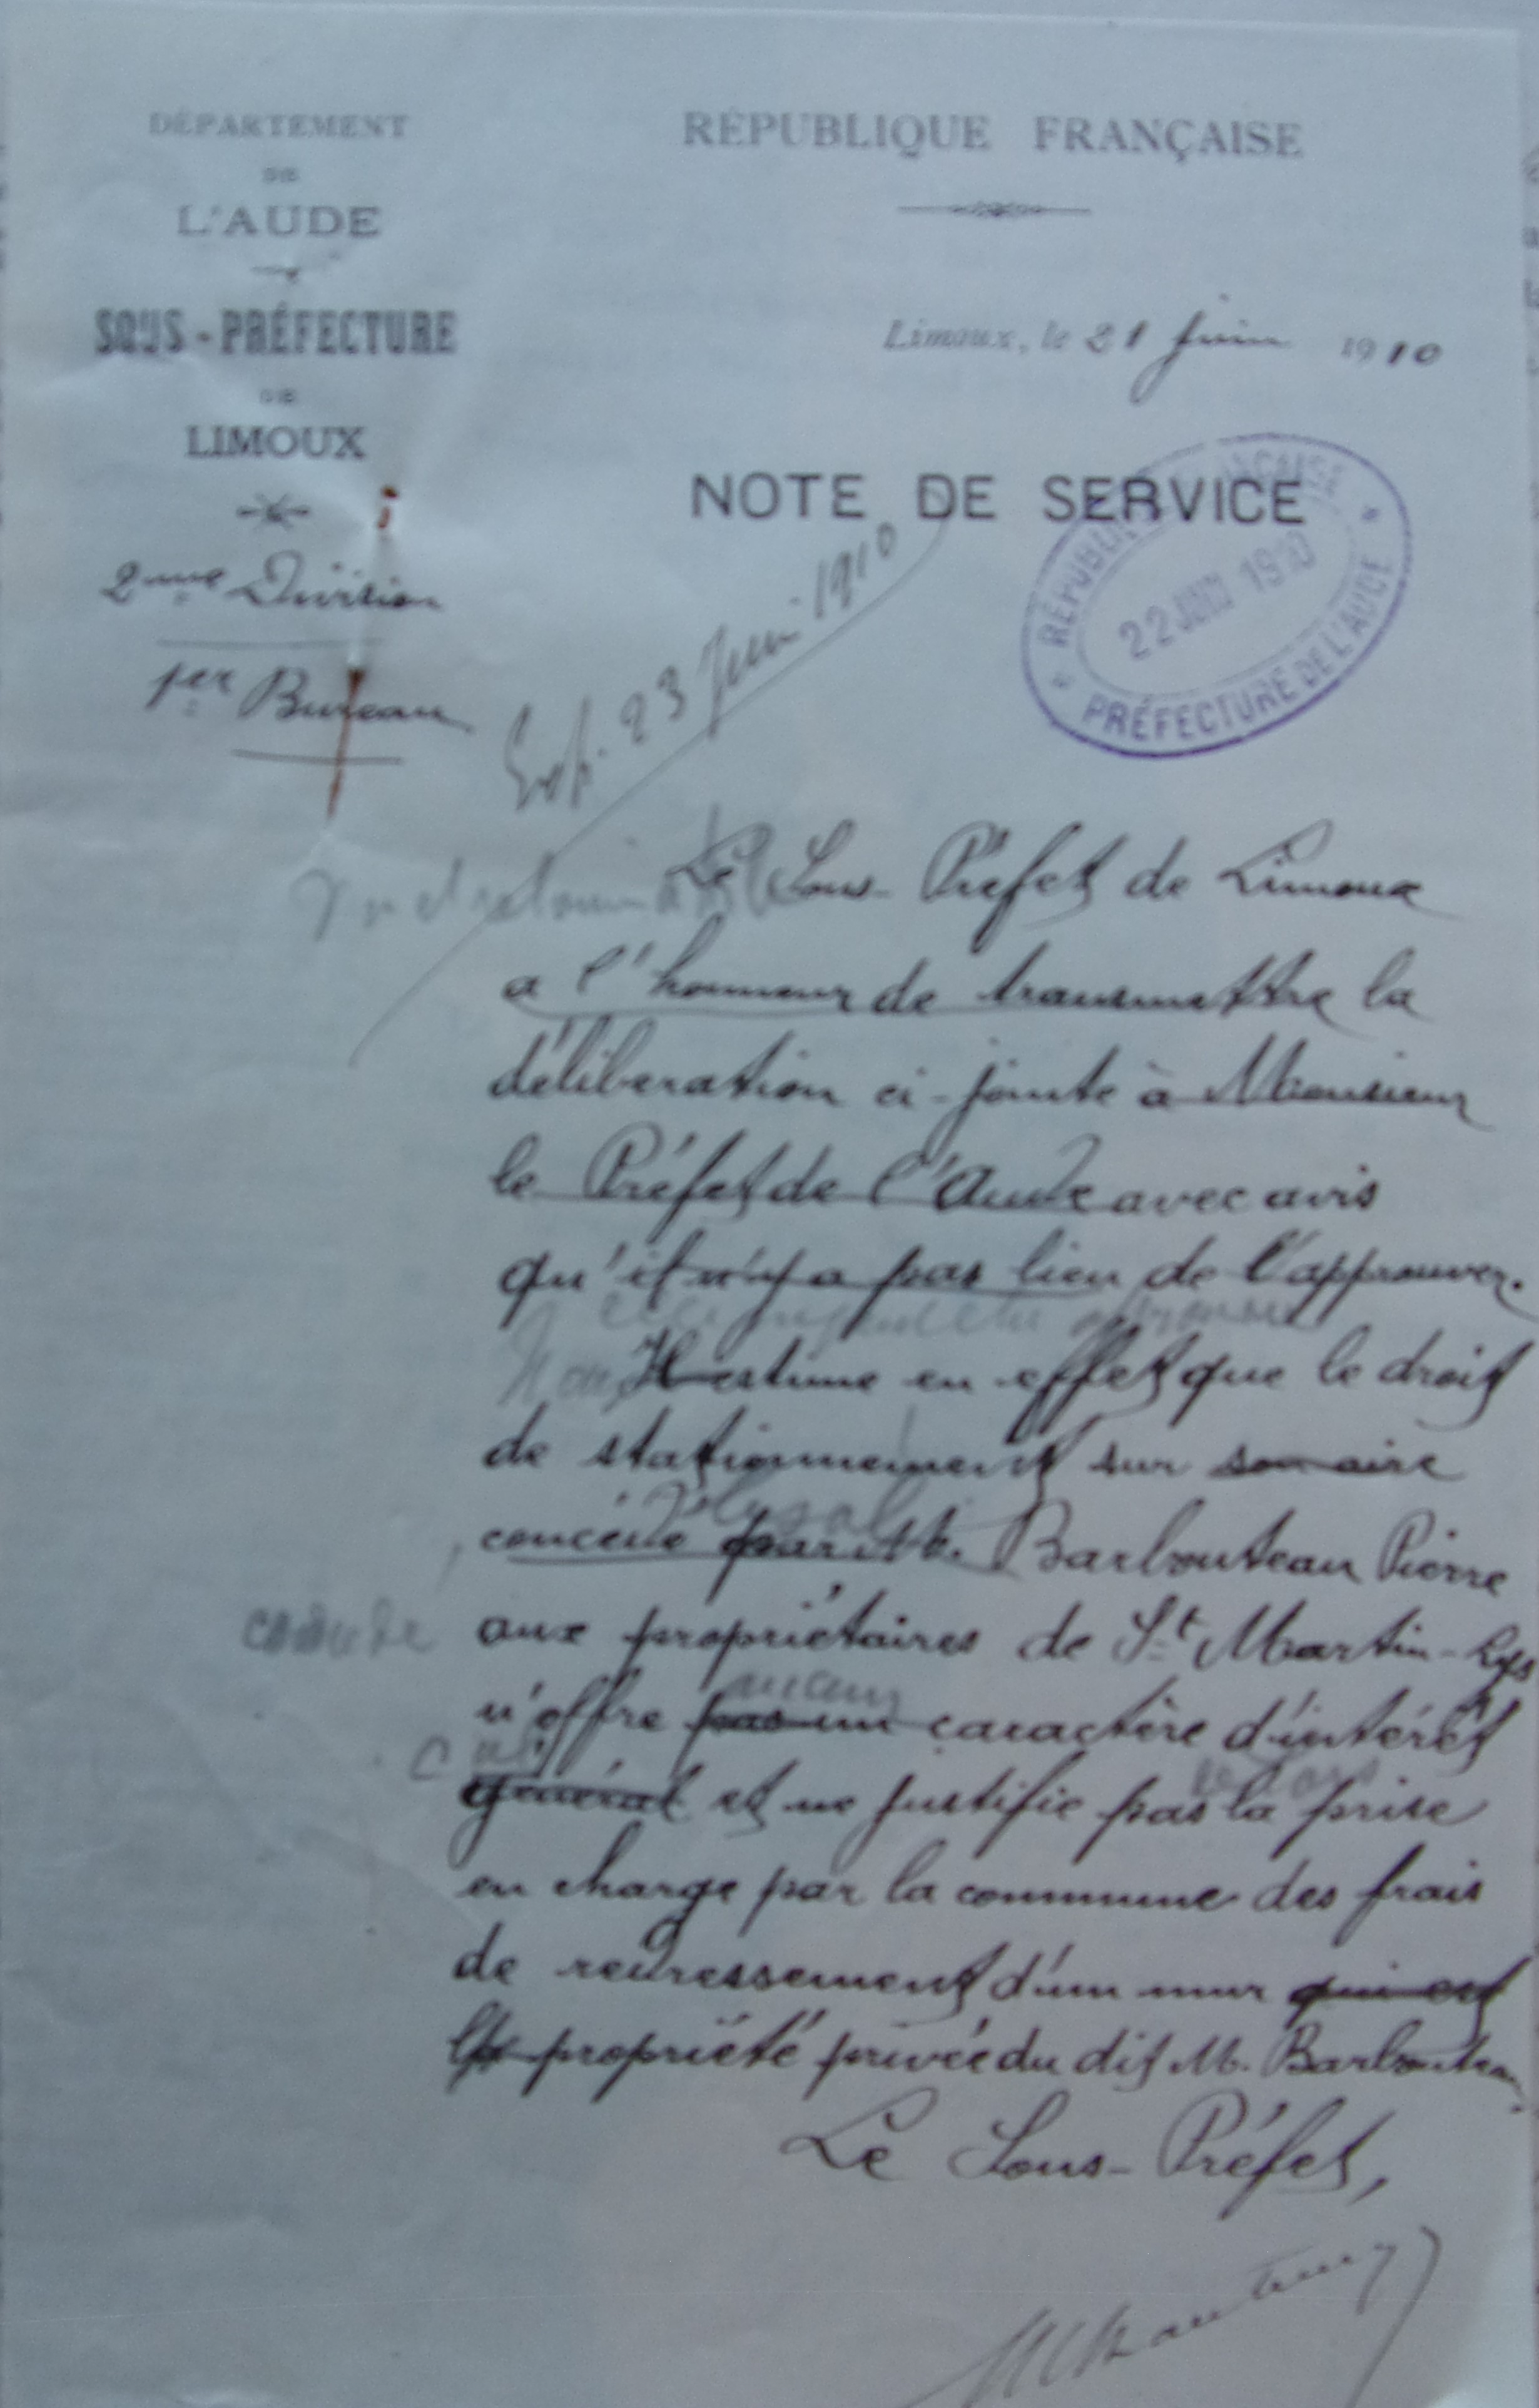 DÉPARTEMENT
DE
L'AUDE
SOUS-PRÉFECTURE
DE
LIMOUX
2me Division
1er Bureau
RÉPUBLIQUE FRANÇAISE
Limoux, le 21 juin 1910
NOTE DE SERVICE
RÉPUBLIQUE FRANÇAISE
22 JUIN 1910
PRÉFECTURE DE L'AUDE
23 Juin 1910
Le Sous-Préfet de Limoux
a l'honneur de transmettre la
déliberation ci-jointe à Monsieur
le Préfet de l'Aude avec avis
qu'il n'y a pas lieu de l'approuver.
Il estime en effet que le droit
de stationnement sur son aire
concédé par M. Barbouteau Pierre
aux propriétaires de St Martin-Lys
aucun
n'offre pas un caractère d'intérêt
général et ne justifie pas la prise
en charge par la commune des frais
de redressement d'un mur qui est
la propriété privée du dit M. Barbouteau
Le Sous-Préfet,